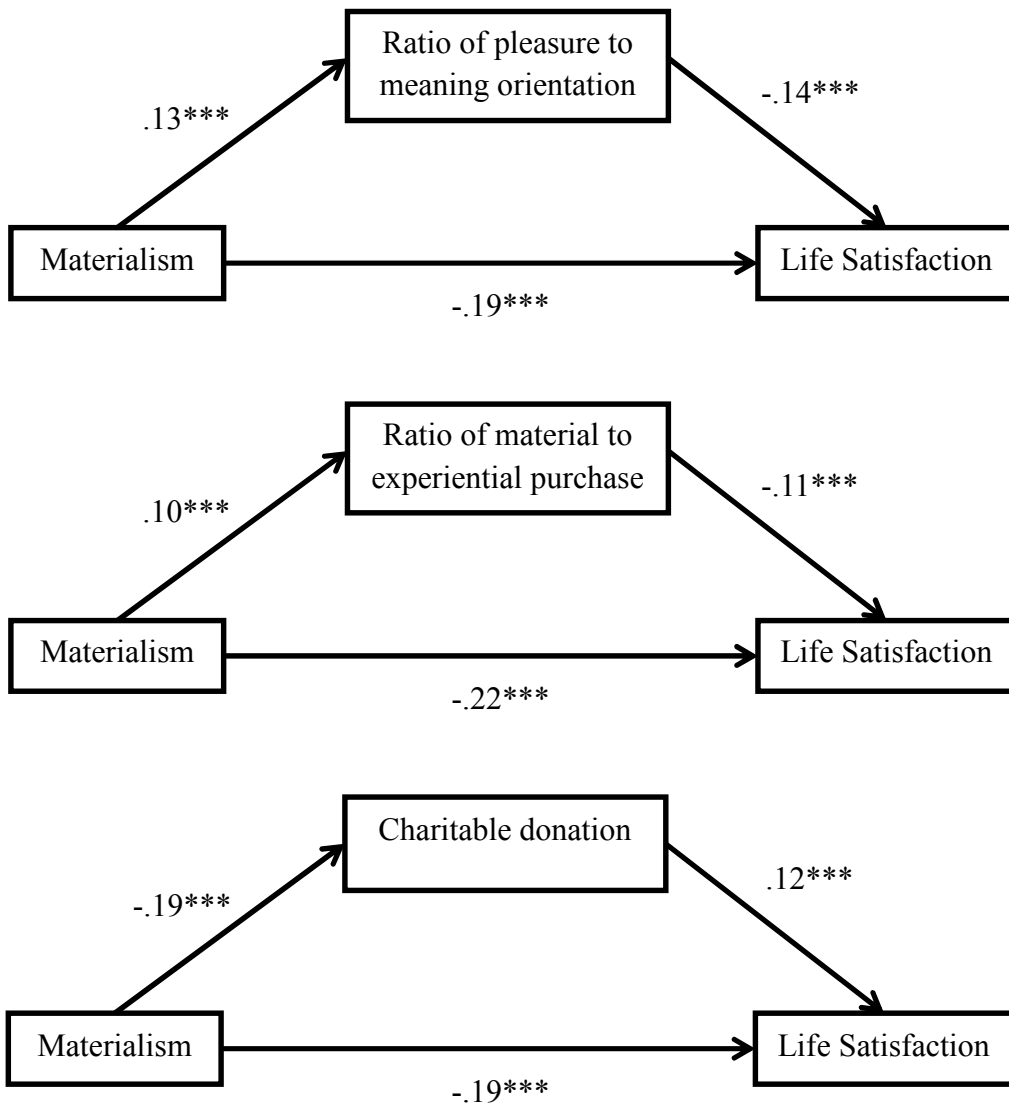 Ratio of pleasure to
meaning orientation
.13***
-.14***
Materialism
Life Satisfaction
-.19***
Ratio of material to
experiential purchase
.10***
-.11***
Materialism
Life Satisfaction
-.22***
Charitable donation
-.19***
.12***
Materialism
Life Satisfaction
-.19***